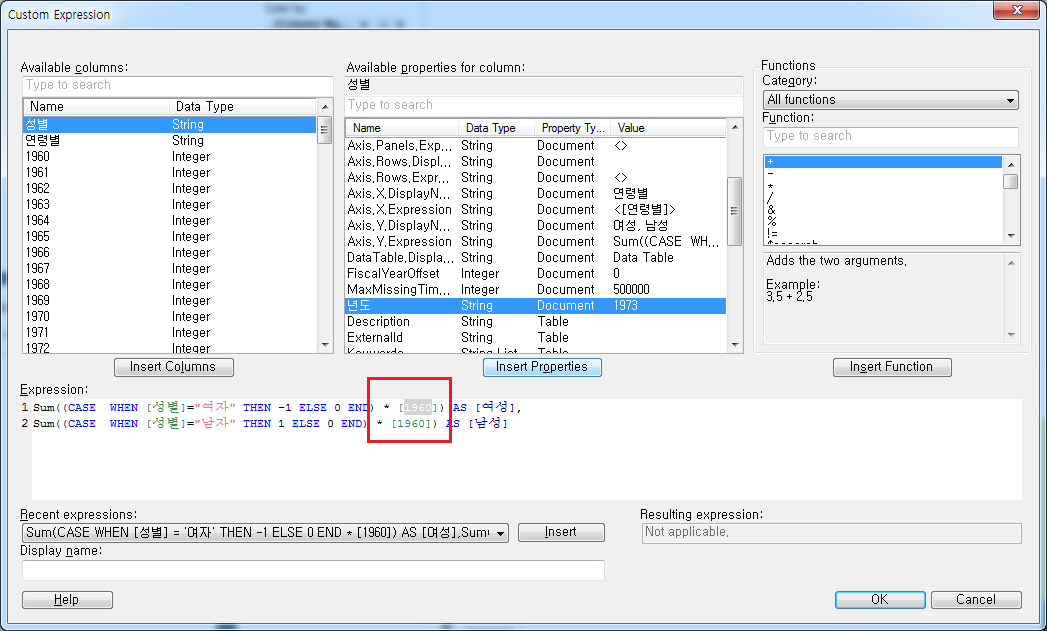 Custom Expression
Available columns:
Type to search
Name Data Type
성별 String
연령별 String
1960 Integer
1961 Integer
1962 Integer
1963 Integer
1964 Integer
1965 Integer
1966 Integer
1967 Integer
1968 Integer
1969 Integer
1970 Integer
1971 Integer
1972 Integer
Insert Columns
Available properties for column:
성별
Type to search
Name Data Type Property Ty... Value
Axis.Panels.Exp... String Document <>
Axis.Rows.Displ... String Document
Axis.Rows.Expr... String Document <>
Axis.X.DisplayN... String Document 연령별
Axis.X.Expression String Document <[연령별]>
Axis.Y.DisplayN... String Document 여성, 남성
Axis.Y.Expression String Document Sum((CASE WH...
DataTable.Displa... String Document Data Table
FiscalYearOffset Integer Document 0
MaxMissingTim... Integer Document 500000
년도 String Document 1973
Description String Table
ExternalId String Table
Keywords String List Table
Insert Properties
Functions
Category:
All functions
Function:
Type to search
+
-
*
/
&
%
!=
Adds the two arguments.
Example:
3.5 + 2.5
Insert Function
Expression:
1 Sum((CASE WHEN [성별]="여자" THEN -1 ELSE 0 END) * [1960]) AS [여성],
2 Sum((CASE WHEN [성별]="남자" THEN 1 ELSE 0 END) * [1960]) AS [남성]
Recent expressions:
Sum(CASE WHEN [성별] = '여자' THEN -1 ELSE 0 END * [1960]) AS [여성],Sum(
Insert
Resulting expression:
Not applicable.
Display name:
Help
OK
Cancel